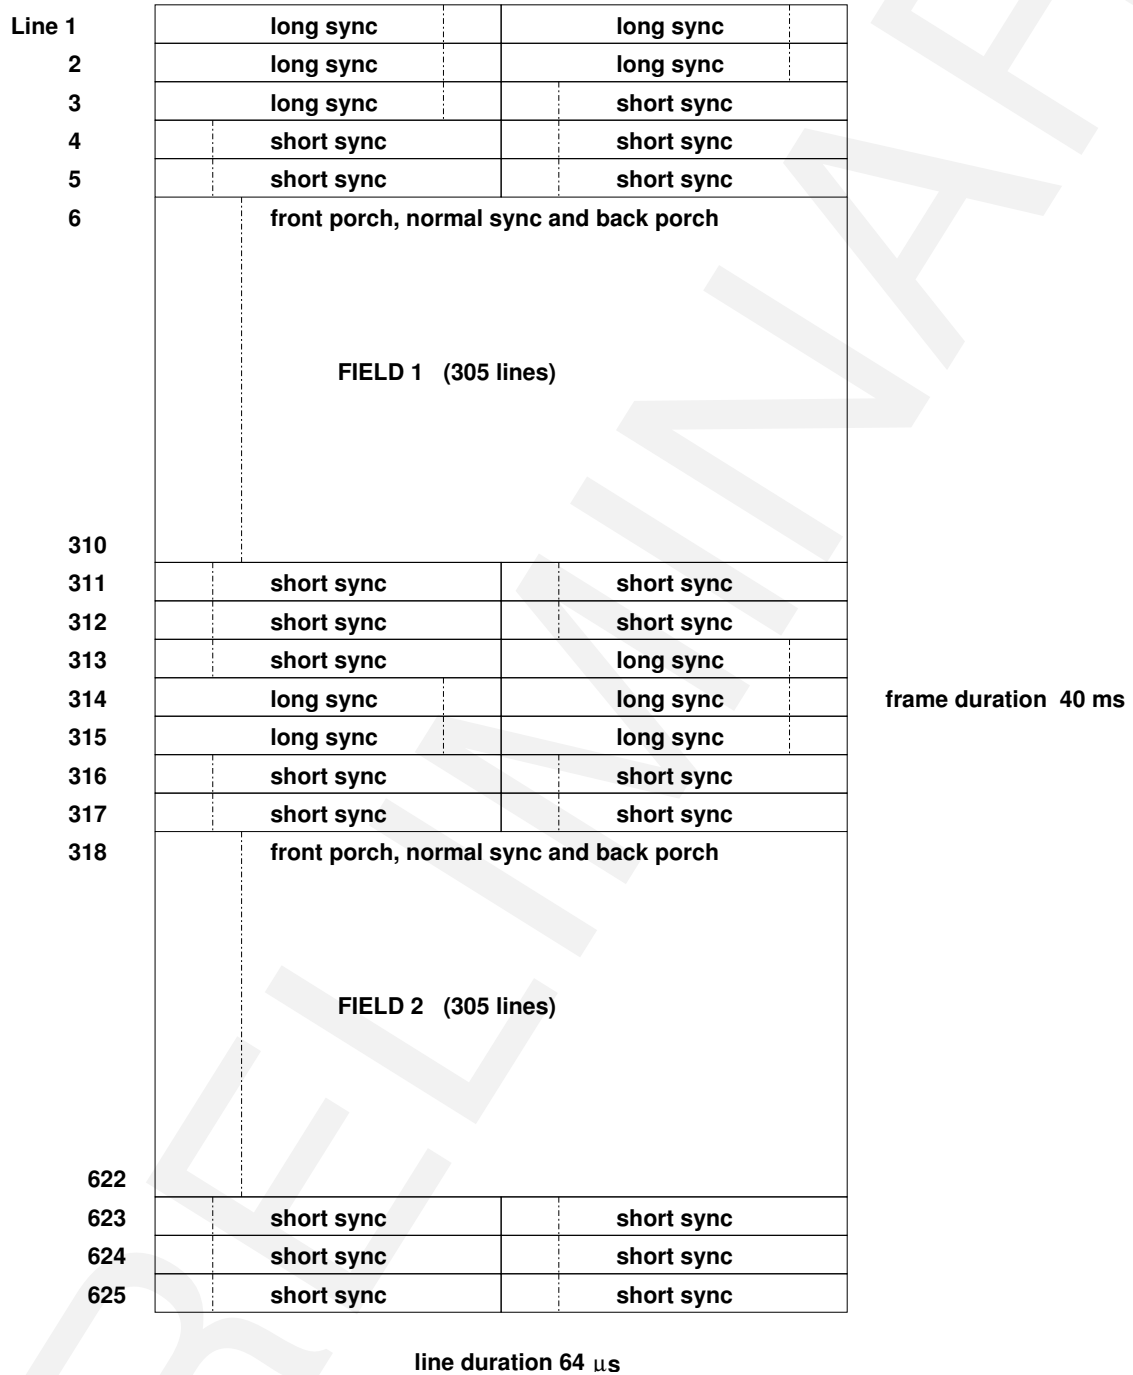 Line 1 long sync long sync
2 long sync long sync
3 long sync short sync
4 short sync short sync
5 short sync short sync
6 front porch, normal sync and back porch
FIELD 1 (305 lines)
310
311 short sync short sync
312 short sync short sync
313 short sync long sync
314 long sync long sync frame duration 40 ms
315 long sync long sync
316 short sync short sync
317 short sync short sync
318 front porch, normal sync and back porch
FIELD 2 (305 lines)
622
623 short sync short sync
624 short sync short sync
625 short sync short sync
line duration 64 μs
RELIMINAR